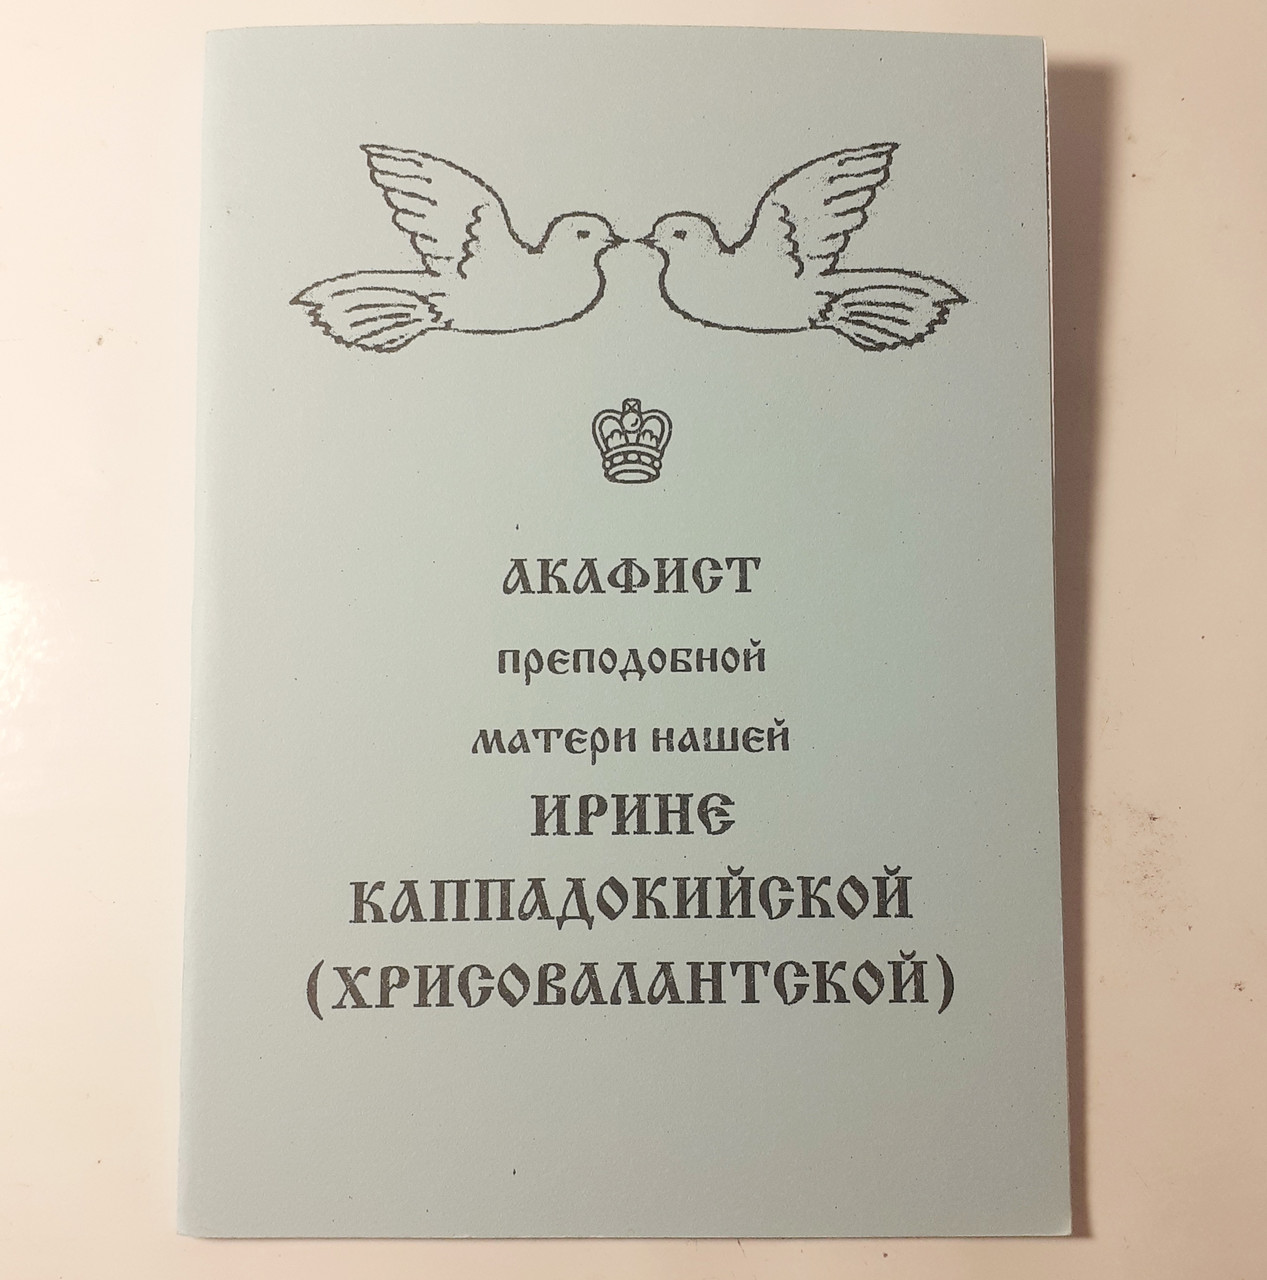 АКАФИСТ
преподобной
матери нашей
ИРИНЕ
КАППАДОКИЙСКОЙ
(ХРИСОВАЛАНТСКОЙ)